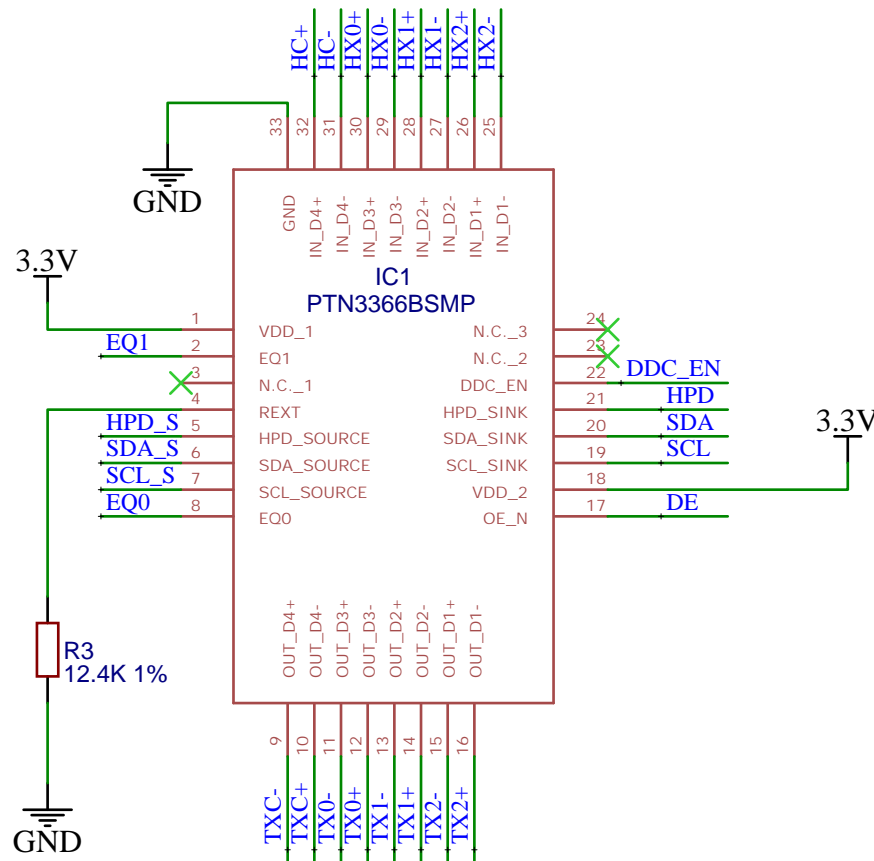 HC+
HC-
HX0+
HX0-
HX1+
HX1-
HX2+
HX2-
33
32
31
30
29
28
27
26
25
GND
GND
IN_D4+
IN_D4-
IN_D3+
IN_D3-
IN_D2+
IN_D2-
IN_D1+
IN_D1-
IC1
PTN3366BSMP
3.3V
1 VDD_1
EQ1 2 EQ1
3 N.C._1
4 REXT
HPD_S 5 HPD_SOURCE
SDA_S 6 SDA_SOURCE
SCL_S 7 SCL_SOURCE
EQ0 8 EQ0
N.C._3 24
N.C._2 23
DDC_EN 22 DDC_EN
HPD_SINK 21 HPD
SDA_SINK 20 SDA
SCL_SINK 19 SCL
VDD_2 18
3.3V
OE_N 17 DE
OUT_D4+
OUT_D4-
OUT_D3+
OUT_D3-
OUT_D2+
OUT_D2-
OUT_D1+
OUT_D1-
R3
12.4K 1%
GND
9
10
11
12
13
14
15
16
TXC-
TXC+
TX0-
TX0+
TX1-
TX1+
TX2-
TX2+